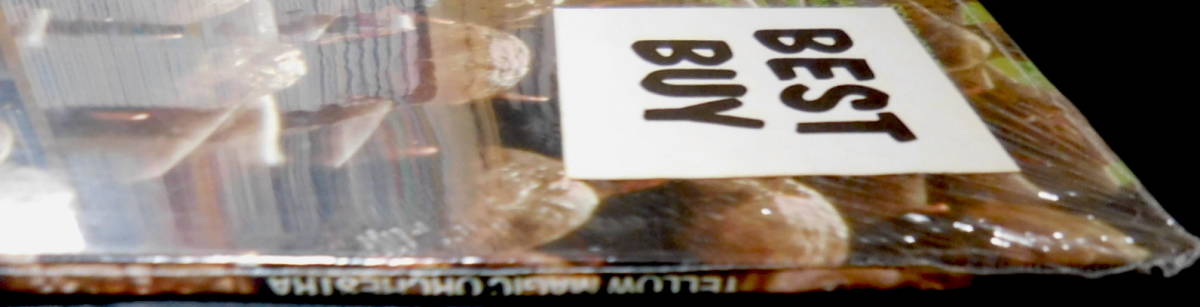 BEST
BUY
YELLOW MAGIC ORCHESTRA